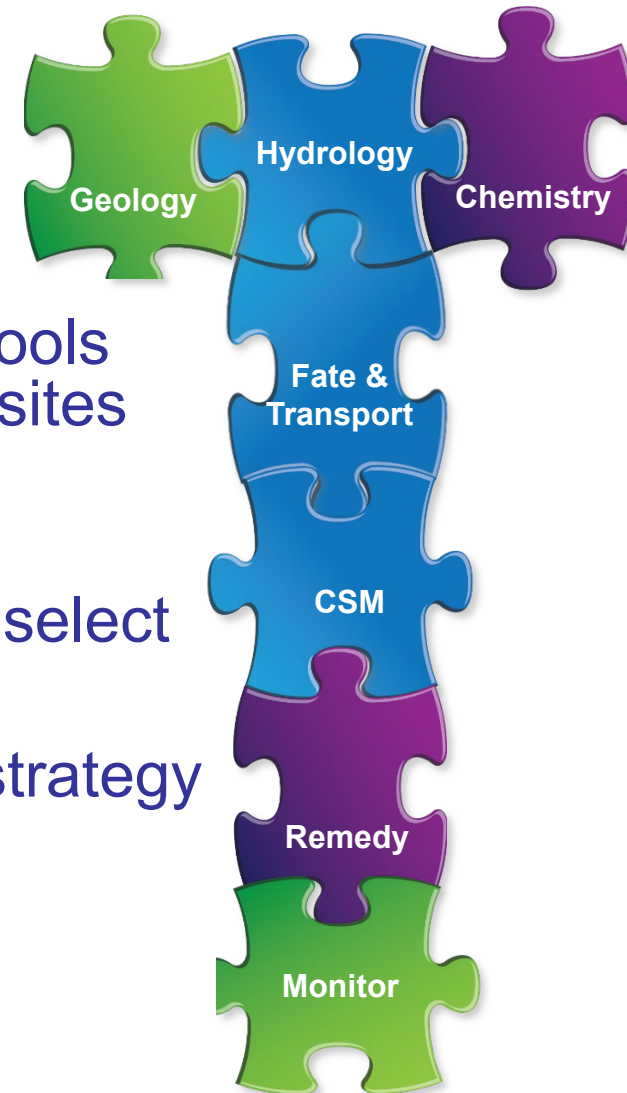 Geology
Hydrology
Chemistry
ools
sites
Fate &
Transport
select
CSM
strategy
Remedy
Monitor